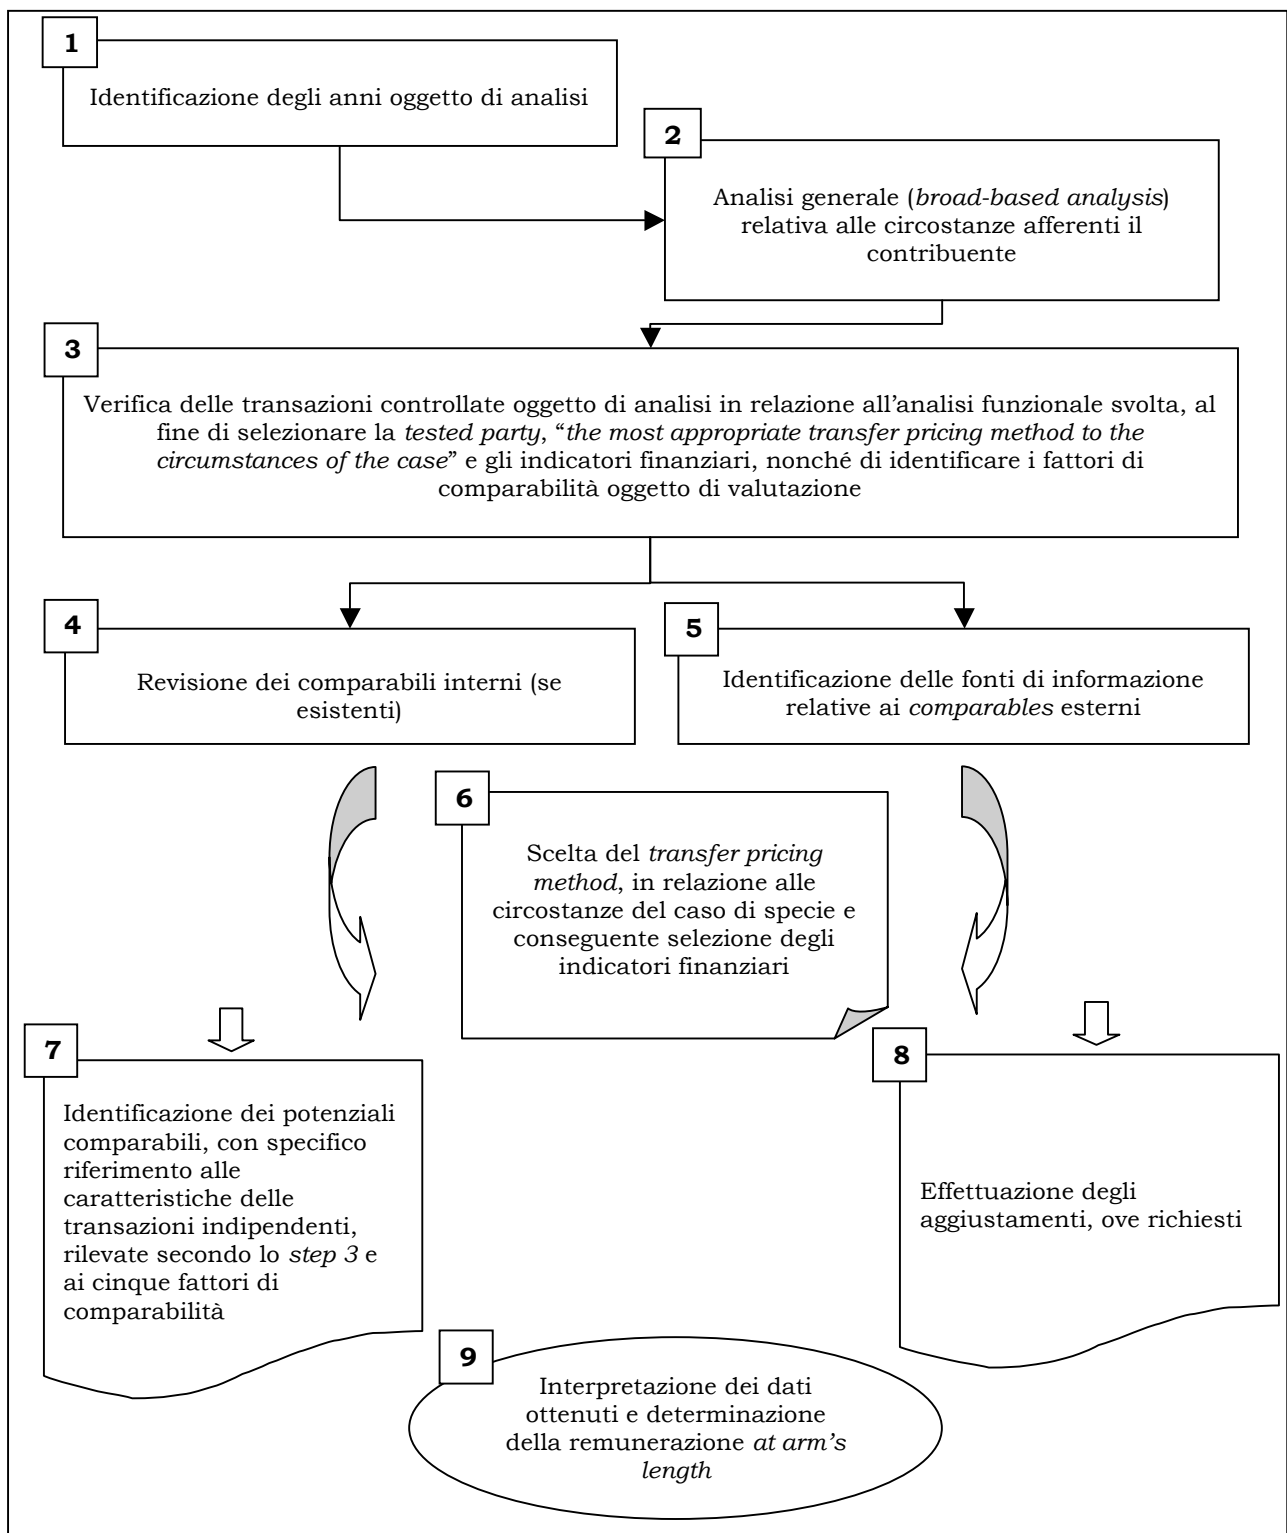 1
Identificazione degli anni oggetto di analisi
2
Analisi generale (broad-based analysis)
relativa alle circostanze afferenti il
contribuente
3
Verifica delle transazioni controllate oggetto di analisi in relazione all’analisi funzionale svolta, al
fine di selezionare la tested party, “the most appropriate transfer pricing method to the
circumstances of the case” e gli indicatori finanziari, nonché di identificare i fattori di
comparabilità oggetto di valutazione
4
Revisione dei comparabili interni (se
esistenti)
5
Identificazione delle fonti di informazione
relative ai comparables esterni
6
Scelta del transfer pricing
method, in relazione alle
circostanze del caso di specie e
conseguente selezione degli
indicatori finanziari
7
Identificazione dei potenziali
comparabili, con specifico
riferimento alle
caratteristiche delle
transazioni indipendenti,
rilevate secondo lo step 3 e
ai cinque fattori di
comparabilità
8
Effettuazione degli
aggiustamenti, ove richiesti
9
Interpretazione dei dati
ottenuti e determinazione
della remunerazione at arm’s
length